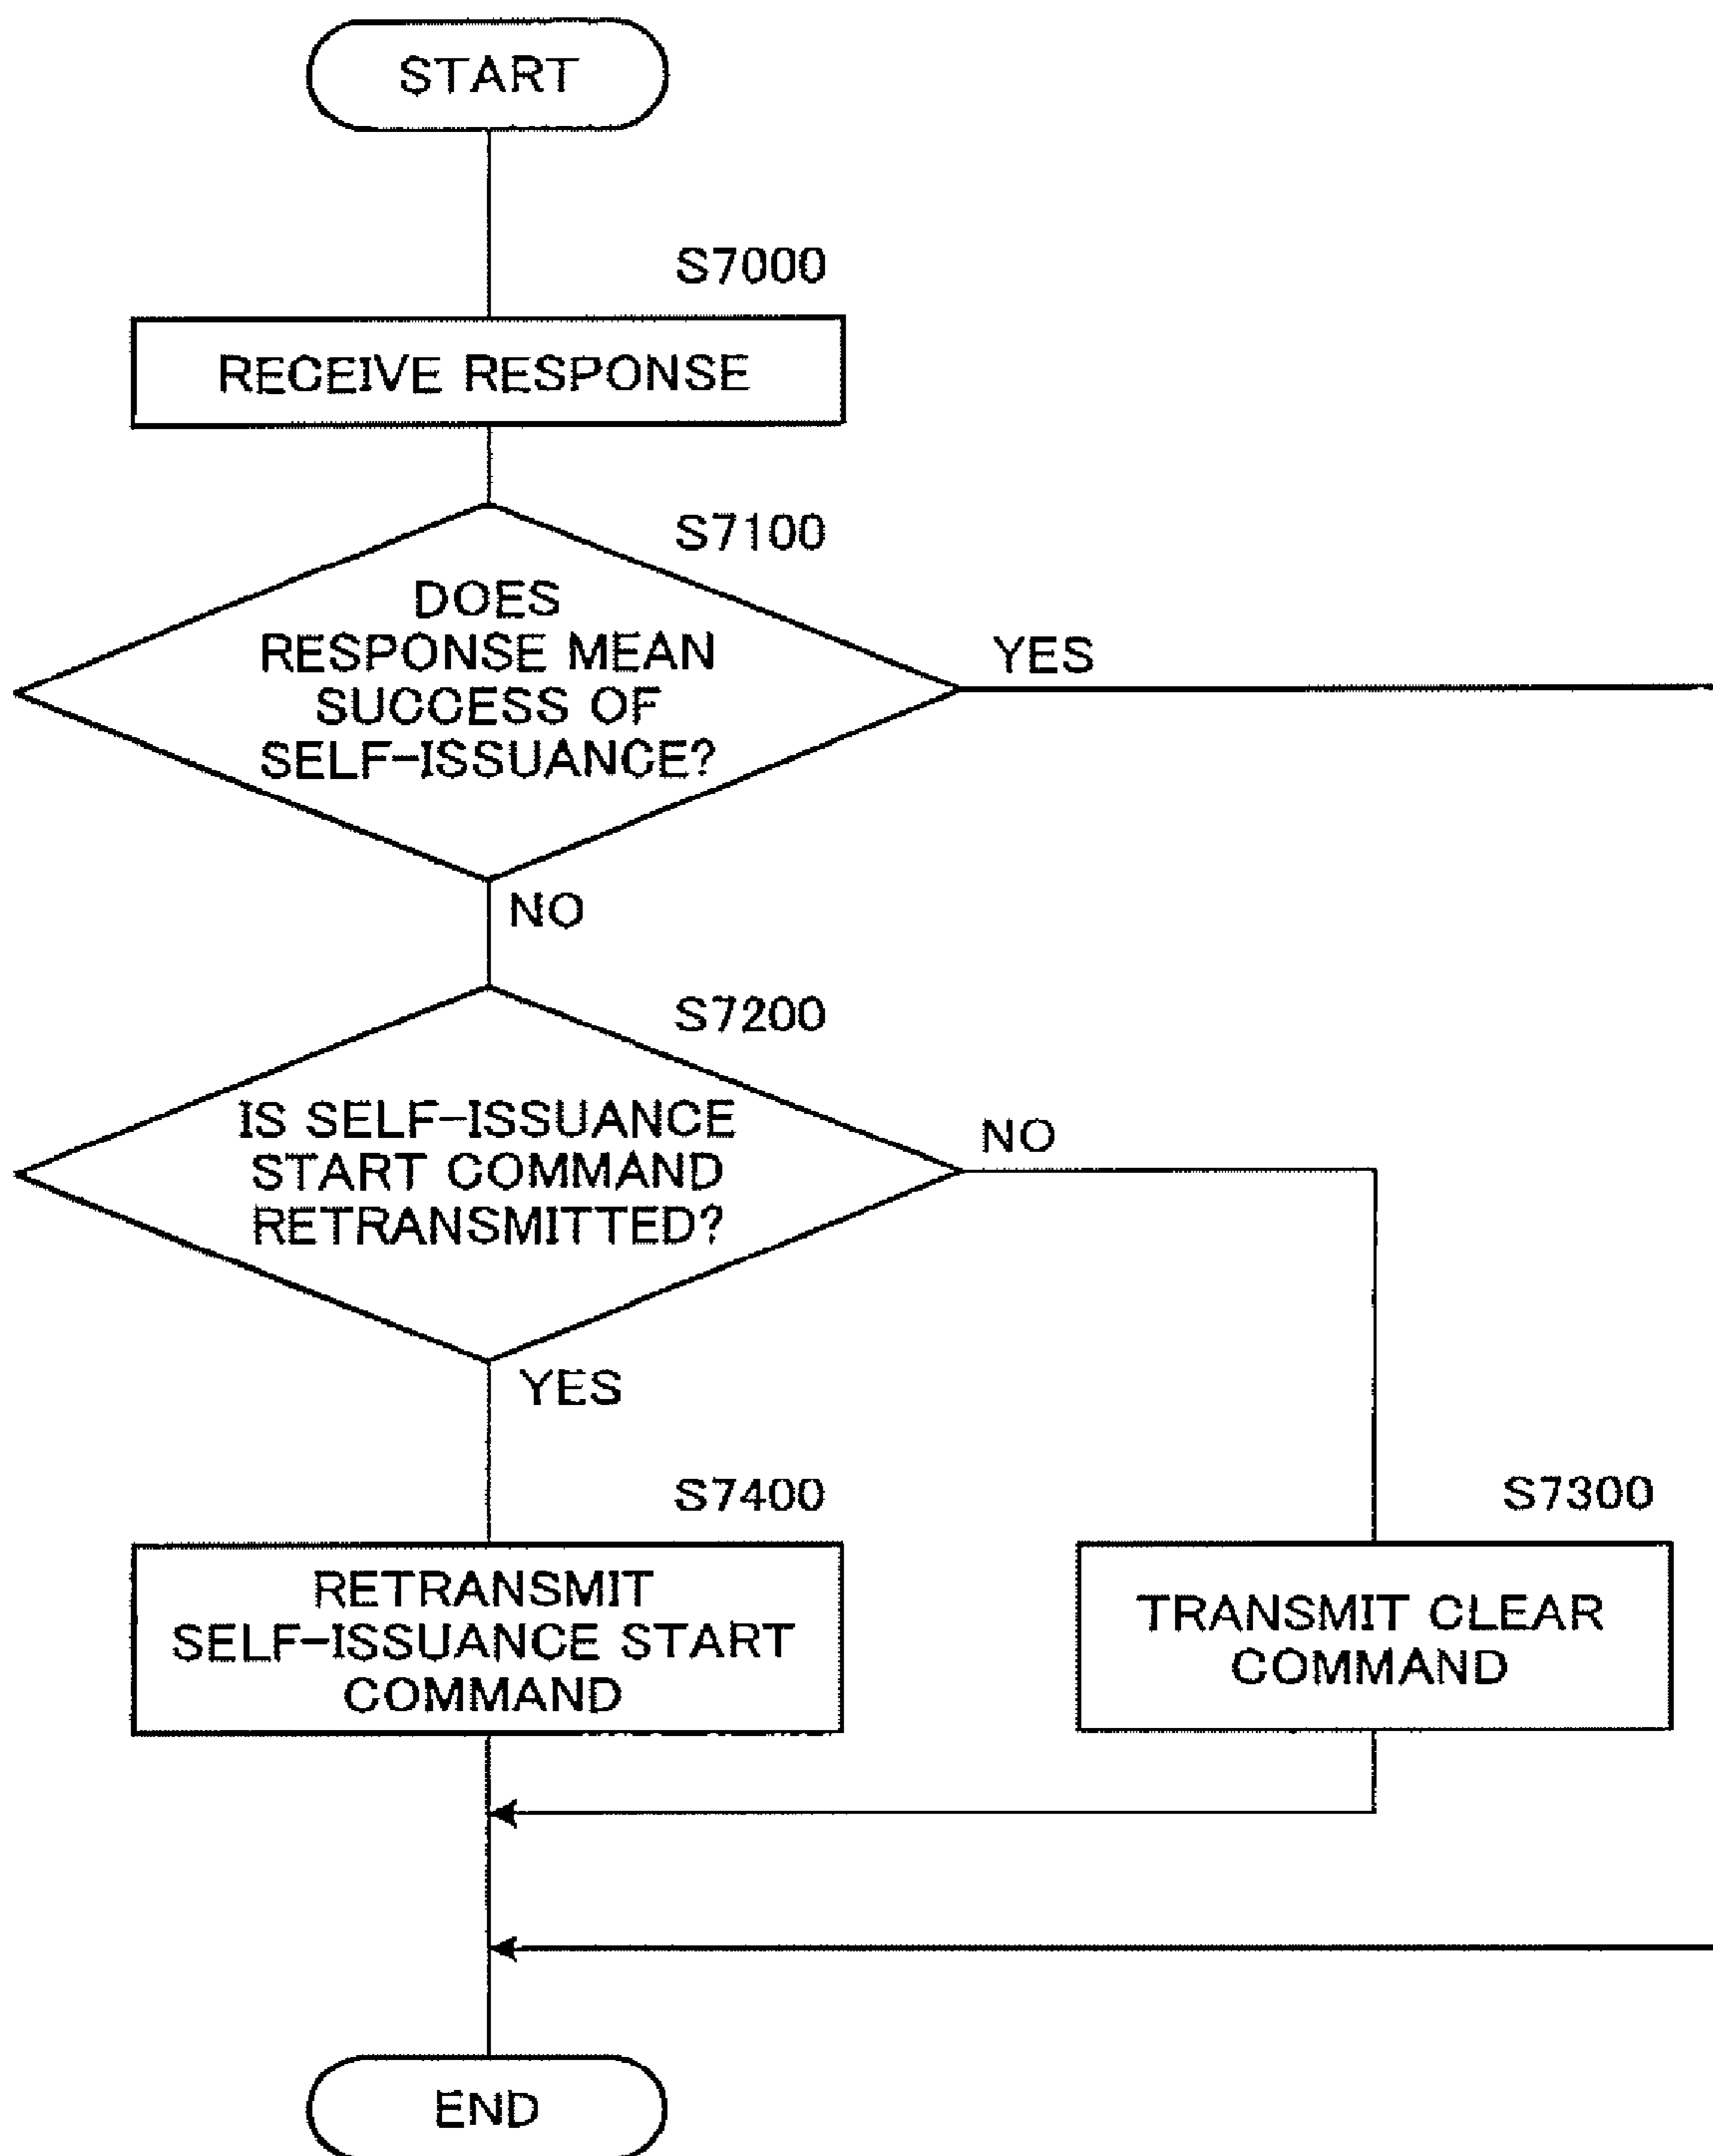 START
S7000
RECEIVE RESPONSE
S7100
DOES
RESPONSE MEAN
SUCCESS OF
SELF-ISSUANCE?
YES
NO
S7200
IS SELF-ISSUANCE
START COMMAND
RETRANSMITTED?
NO
YES
S7400
RETRANSMIT
SELF-ISSUANCE START
COMMAND
S7300
TRANSMIT CLEAR
COMMAND
END